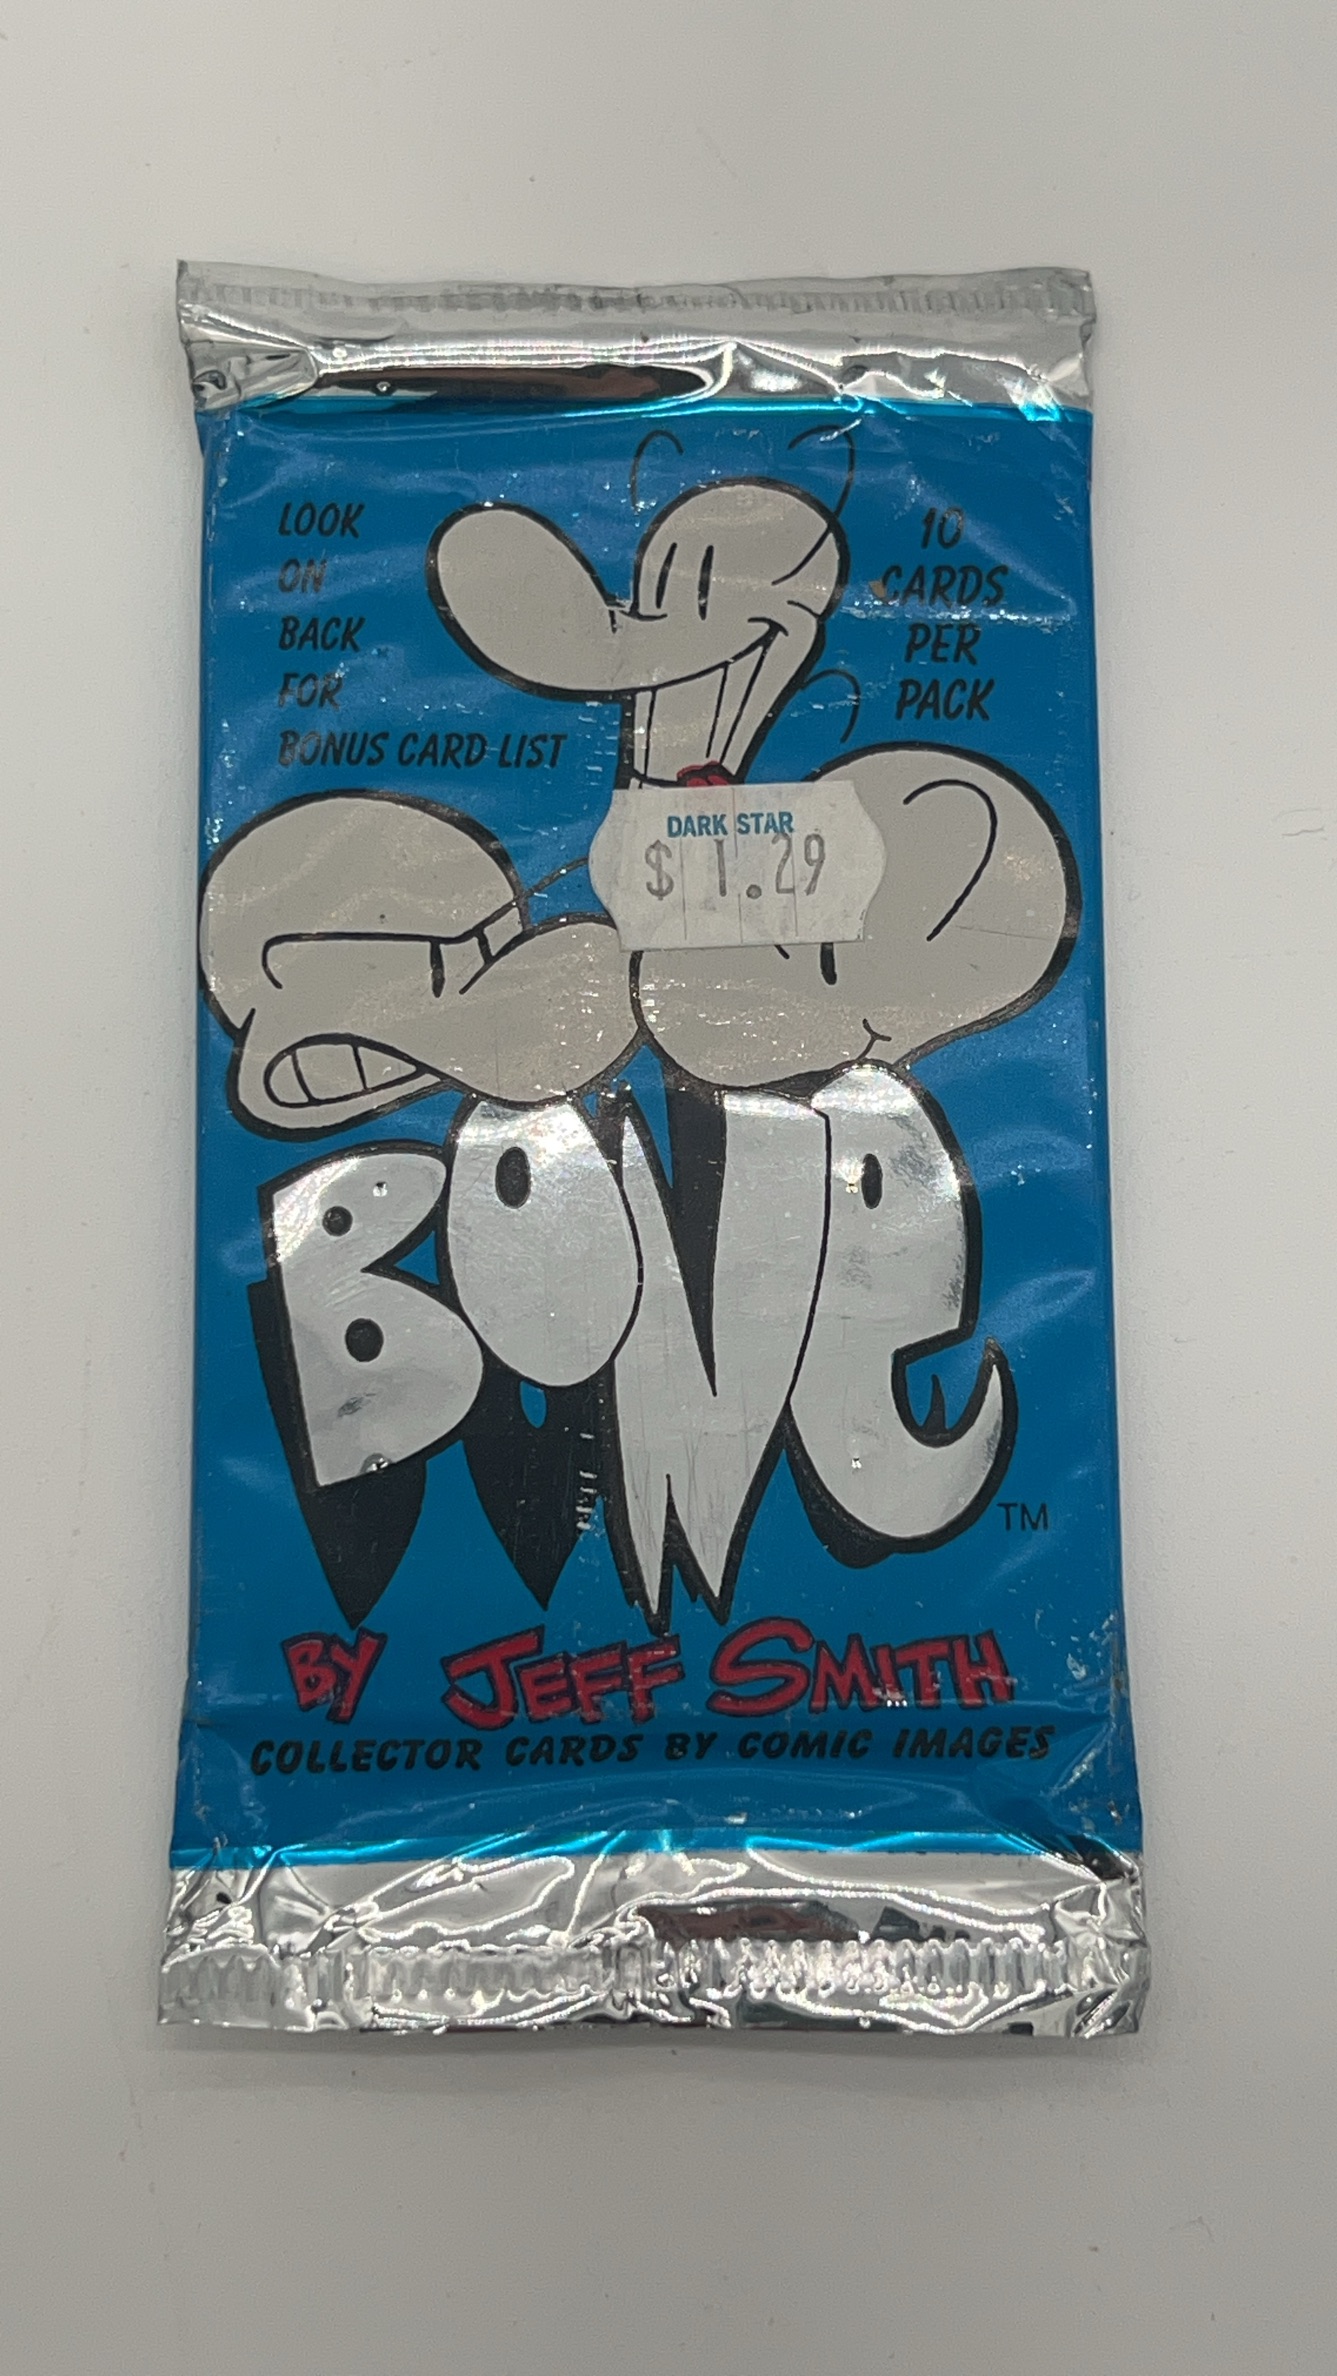 LOOK
ON
BACK
FOR
BONUS CARD LIST
10
CARDS
PER
PACK
DARK STAR
$ 1.29
BONE
TM
BY JEFF SMITH
COLLECTOR CARDS BY COMIC IMAGES